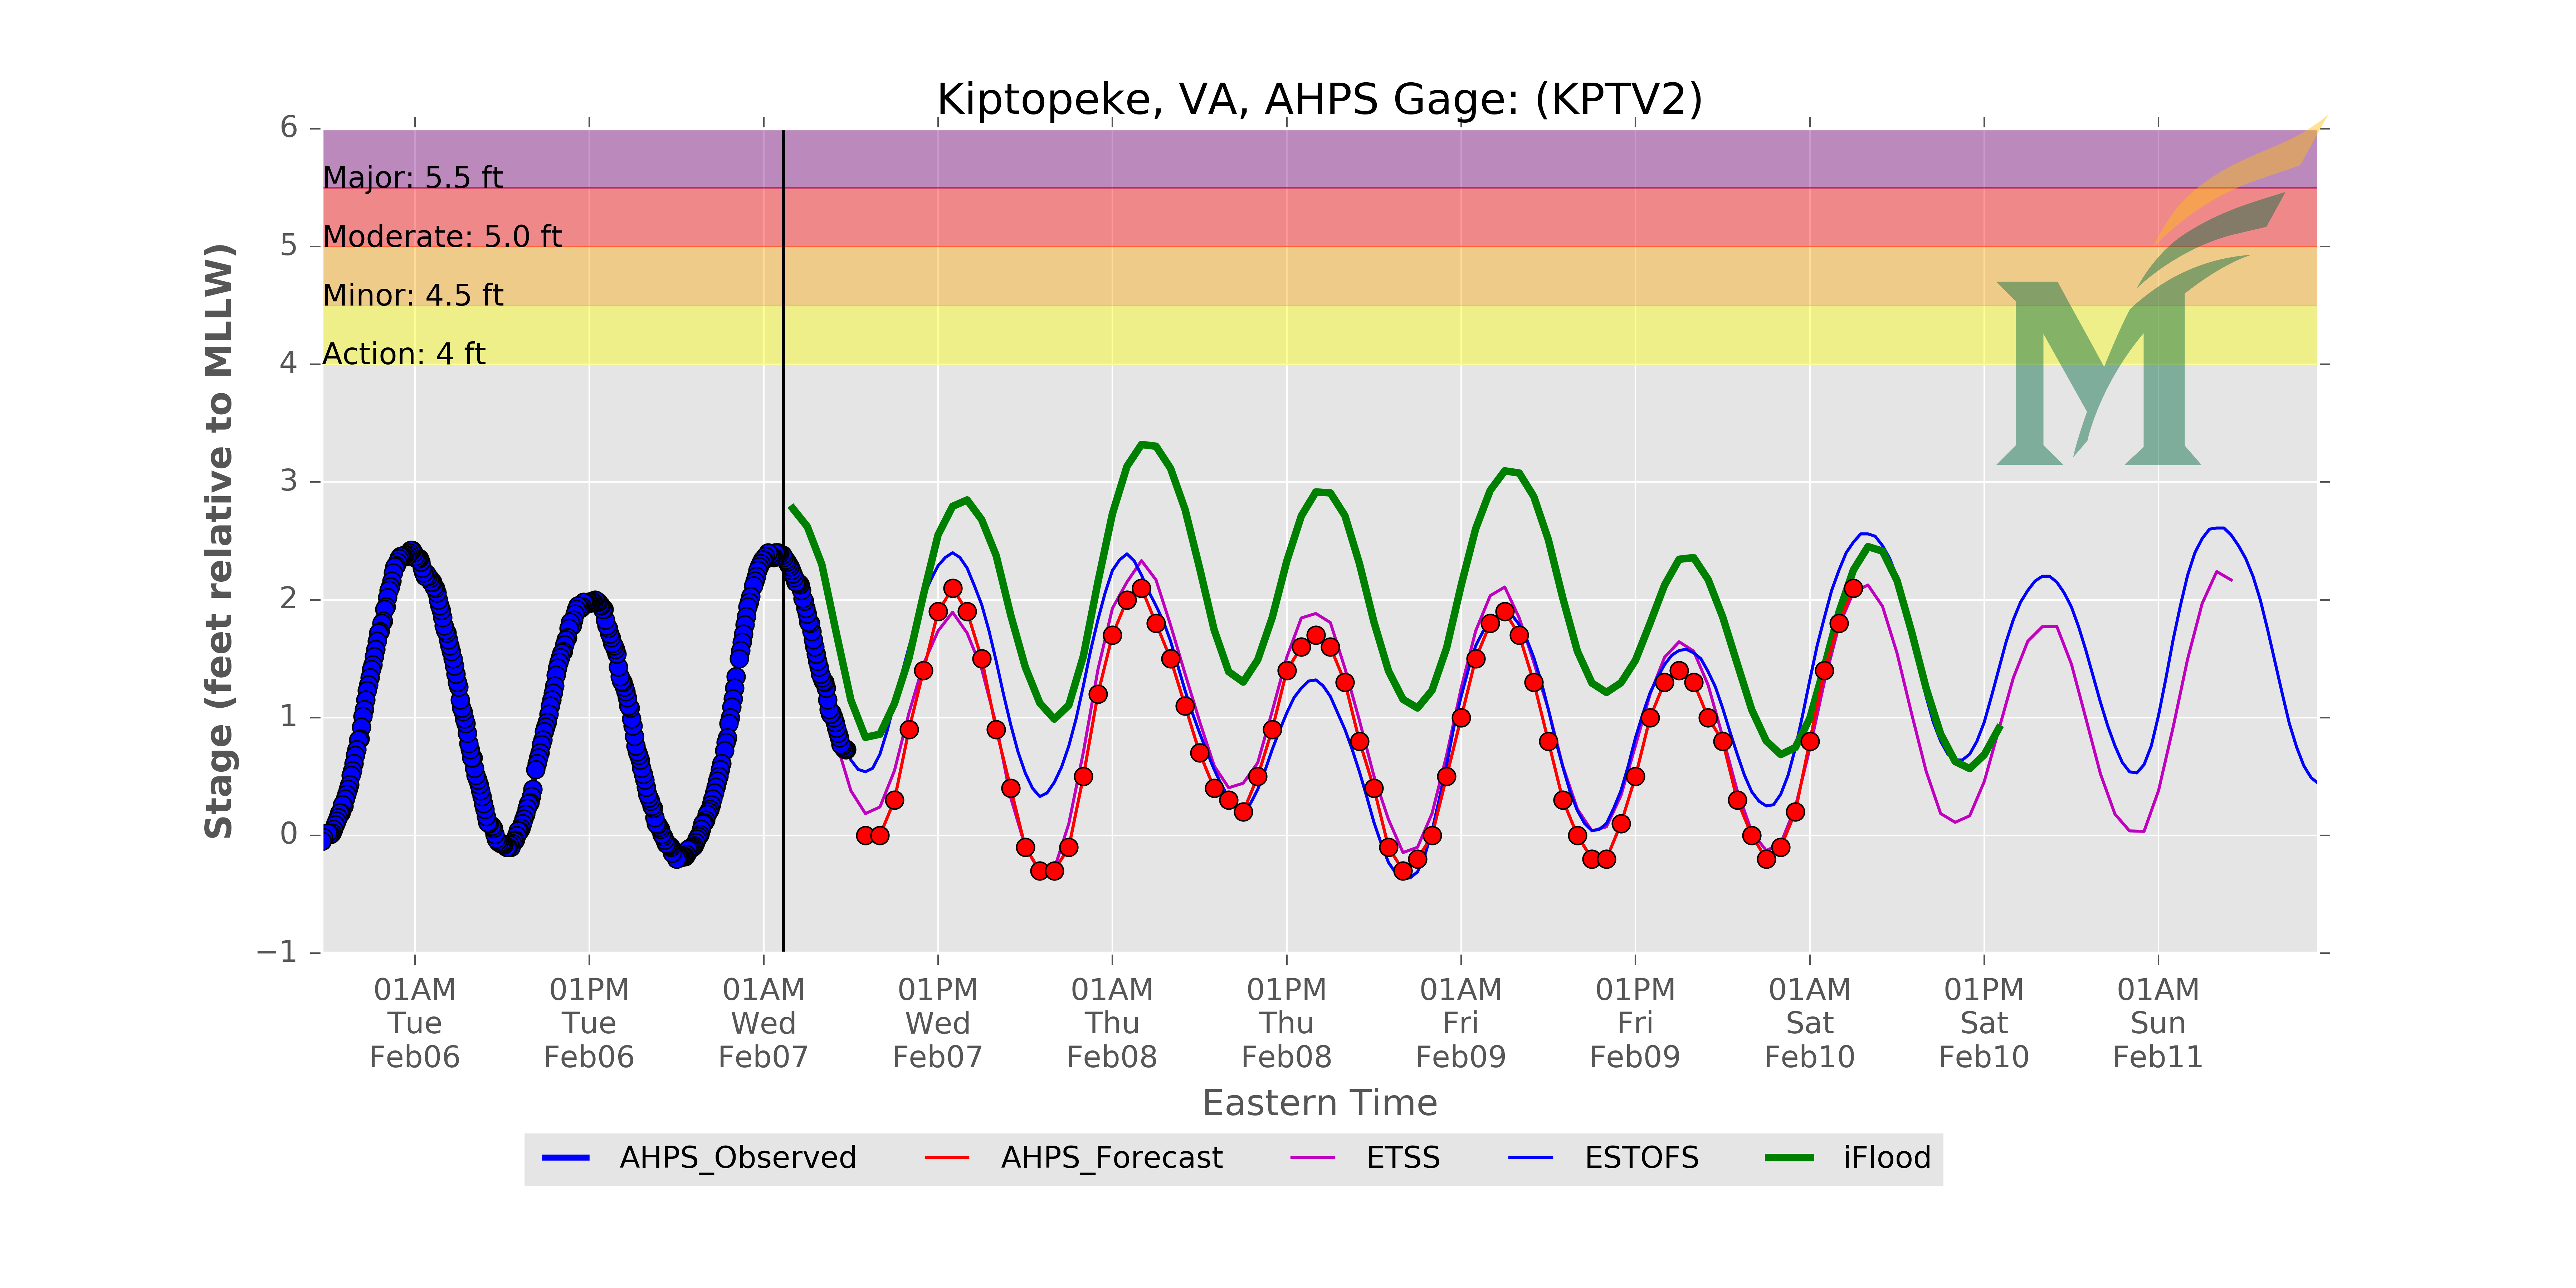 Kiptopeke, VA, AHPS Gage: (KPTV2)
6
Major: 5.5 ft
Moderate: 5.0 ft
5
Minor: 4.5 ft
Action: 4 ft
4
3
2
1
0
−1
Stage (feet relative to MLLW)
M
01AM 01PM 01AM 01PM 01AM 01PM 01AM 01PM 01AM 01PM 01AM
Tue Tue Wed Wed Thu Thu Fri Fri Sat Sat Sun
Feb06 Feb06 Feb07 Feb07 Feb08 Feb08 Feb09 Feb09 Feb10 Feb10 Feb11
Eastern Time
AHPS_Observed AHPS_Forecast ETSS ESTOFS iFlood